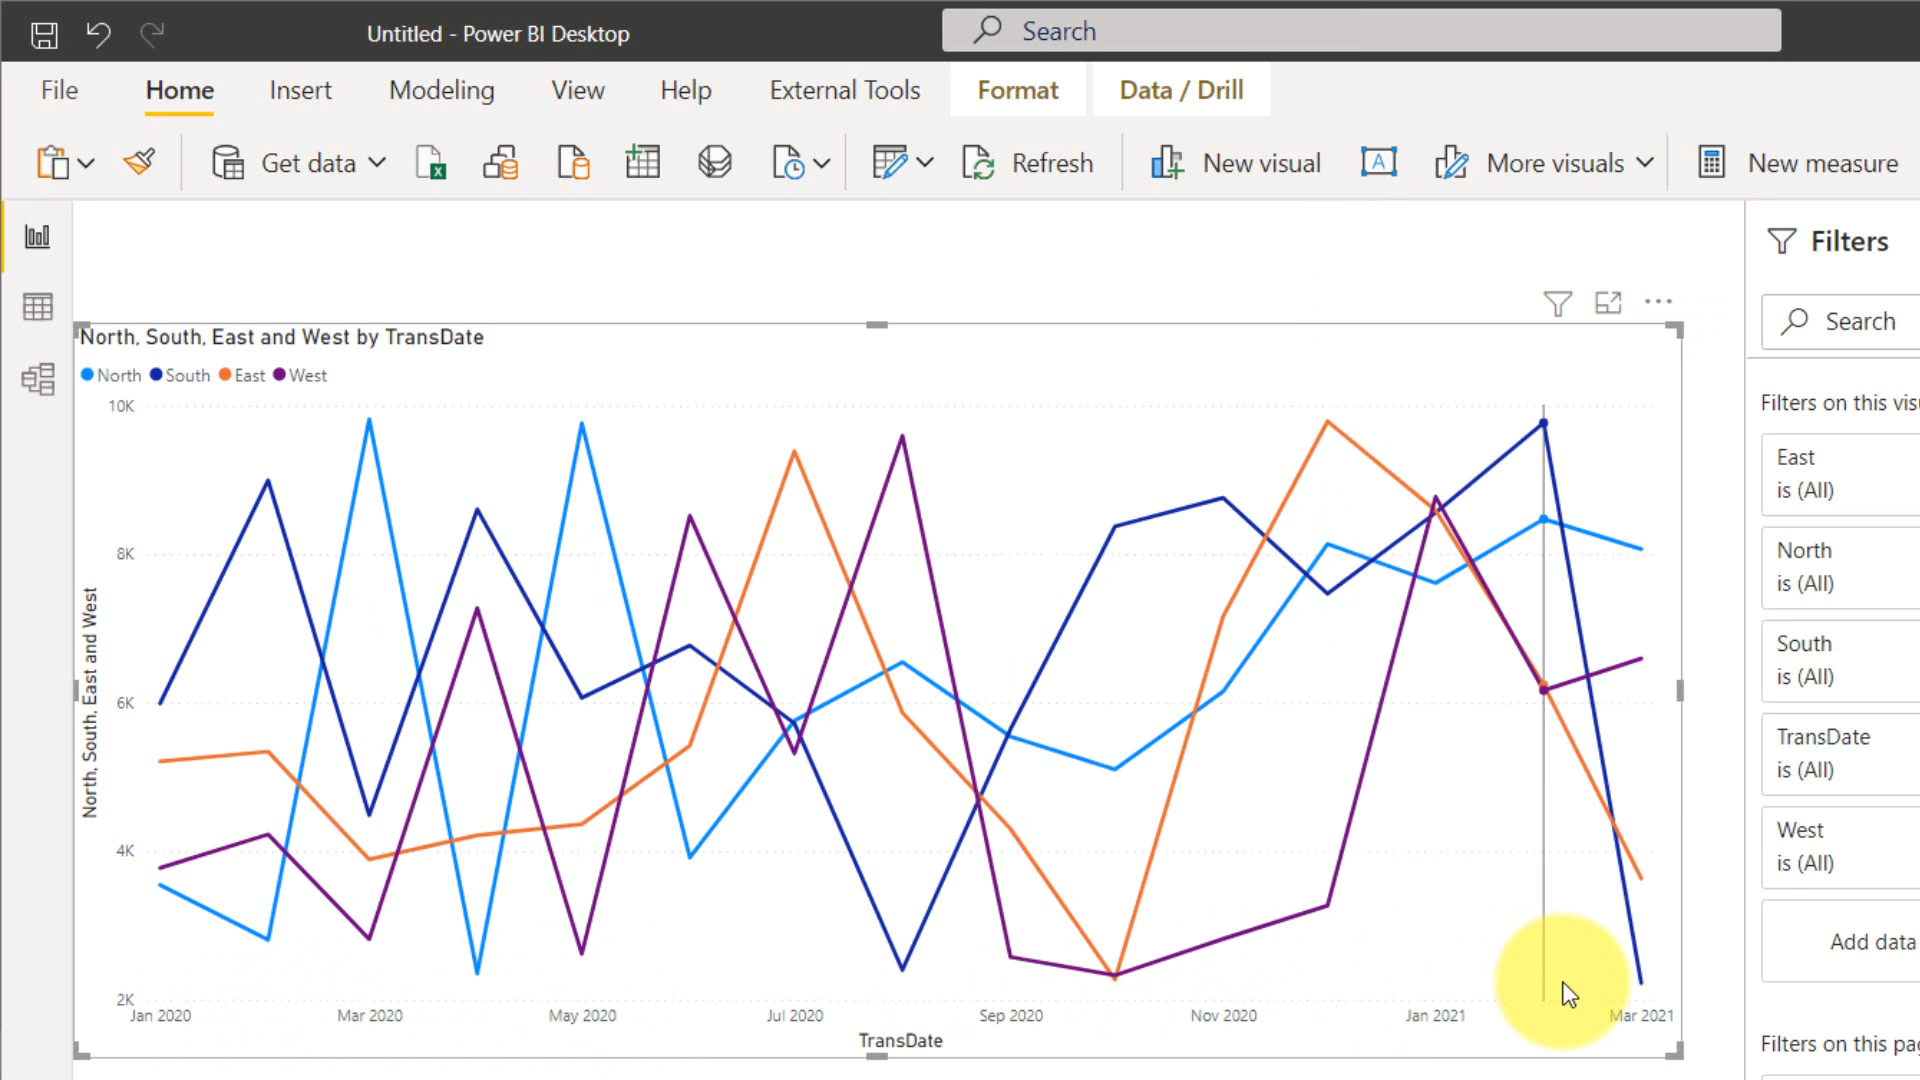 Untitled - Power BI Desktop
Search
File Home Insert Modeling View Help External Tools Format Data / Drill
Get data Refresh New visual A More visuals New measure
Filters
Search
North, South, East and West by TransDate
North South East West
10K
8K
6K
4K
2K
North, South, East and West
Jan 2020 Mar 2020 May 2020 Jul 2020 Sep 2020 Nov 2020 Jan 2021 Mar 2021
TransDate
Filters on this visu
East
is (All)
North
is (All)
South
is (All)
TransDate
is (All)
West
is (All)
Add data
Filters on this pag